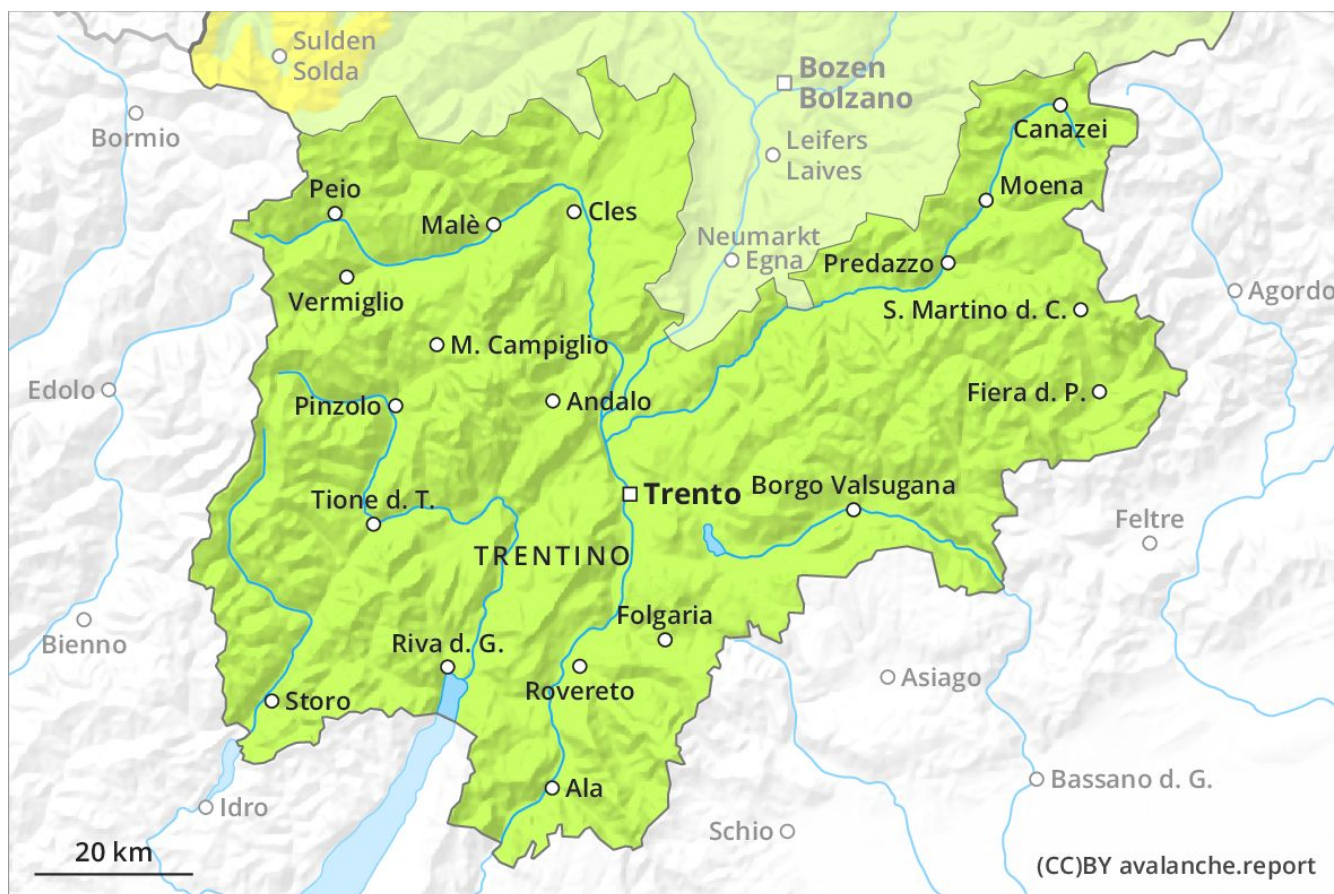 Sulden
Solda
Bozen
Bolzano
Bormio
Canazei
Leifers
Laives
Peio
Moena
Malè
Cles
Neumarkt
Egna
Predazzo
Vermiglio
Agordo
S. Martino d. C.
M. Campiglio
Edolo
Pinzolo
Andalo
Fiera d. P.
Trento
Borgo Valsugana
Tione d. T.
Feltre
TRENTINO
Folgaria
Bienno
Riva d. G.
Asiago
Rovereto
Storo
Bassano d. G.
Ala
Idro
Schio
20 km
(CC)BY avalanche.report